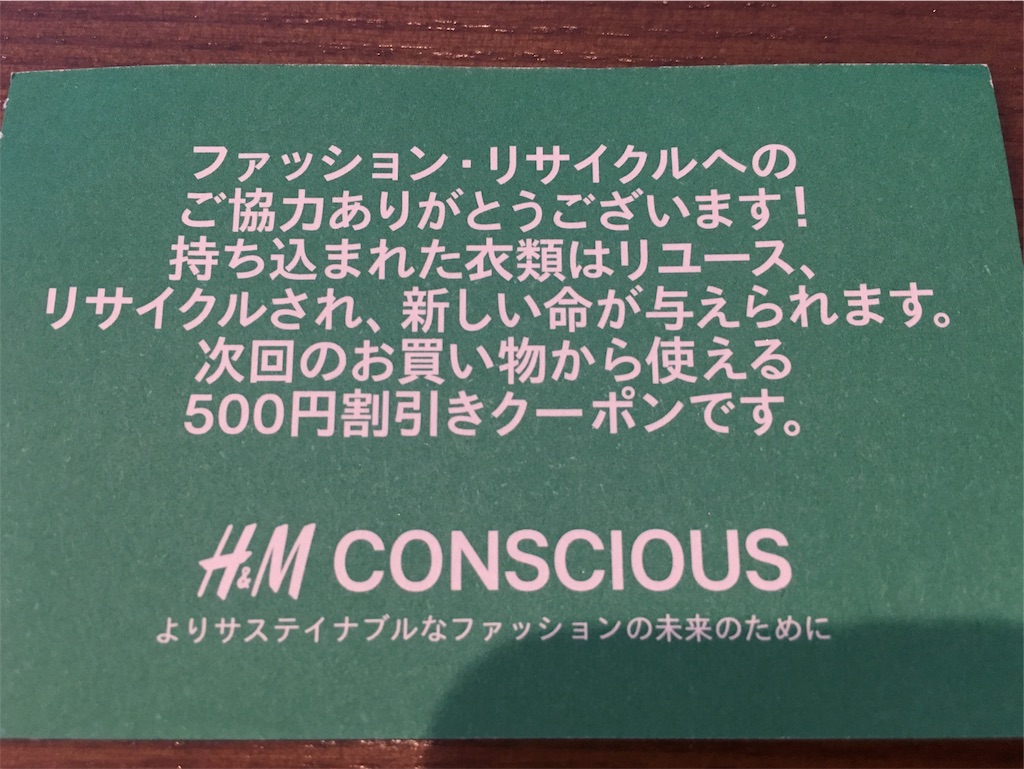 ファッション・リサイクルへの
ご協力ありがとうございます!
持ち込まれた衣類はリユース、
リサイクルされ、新しい命が与えられます。
次回のお買い物から使える
500円割引きクーポンです。
H&M CONSCIOUS
よりサステイナブルなファッションの未来のために